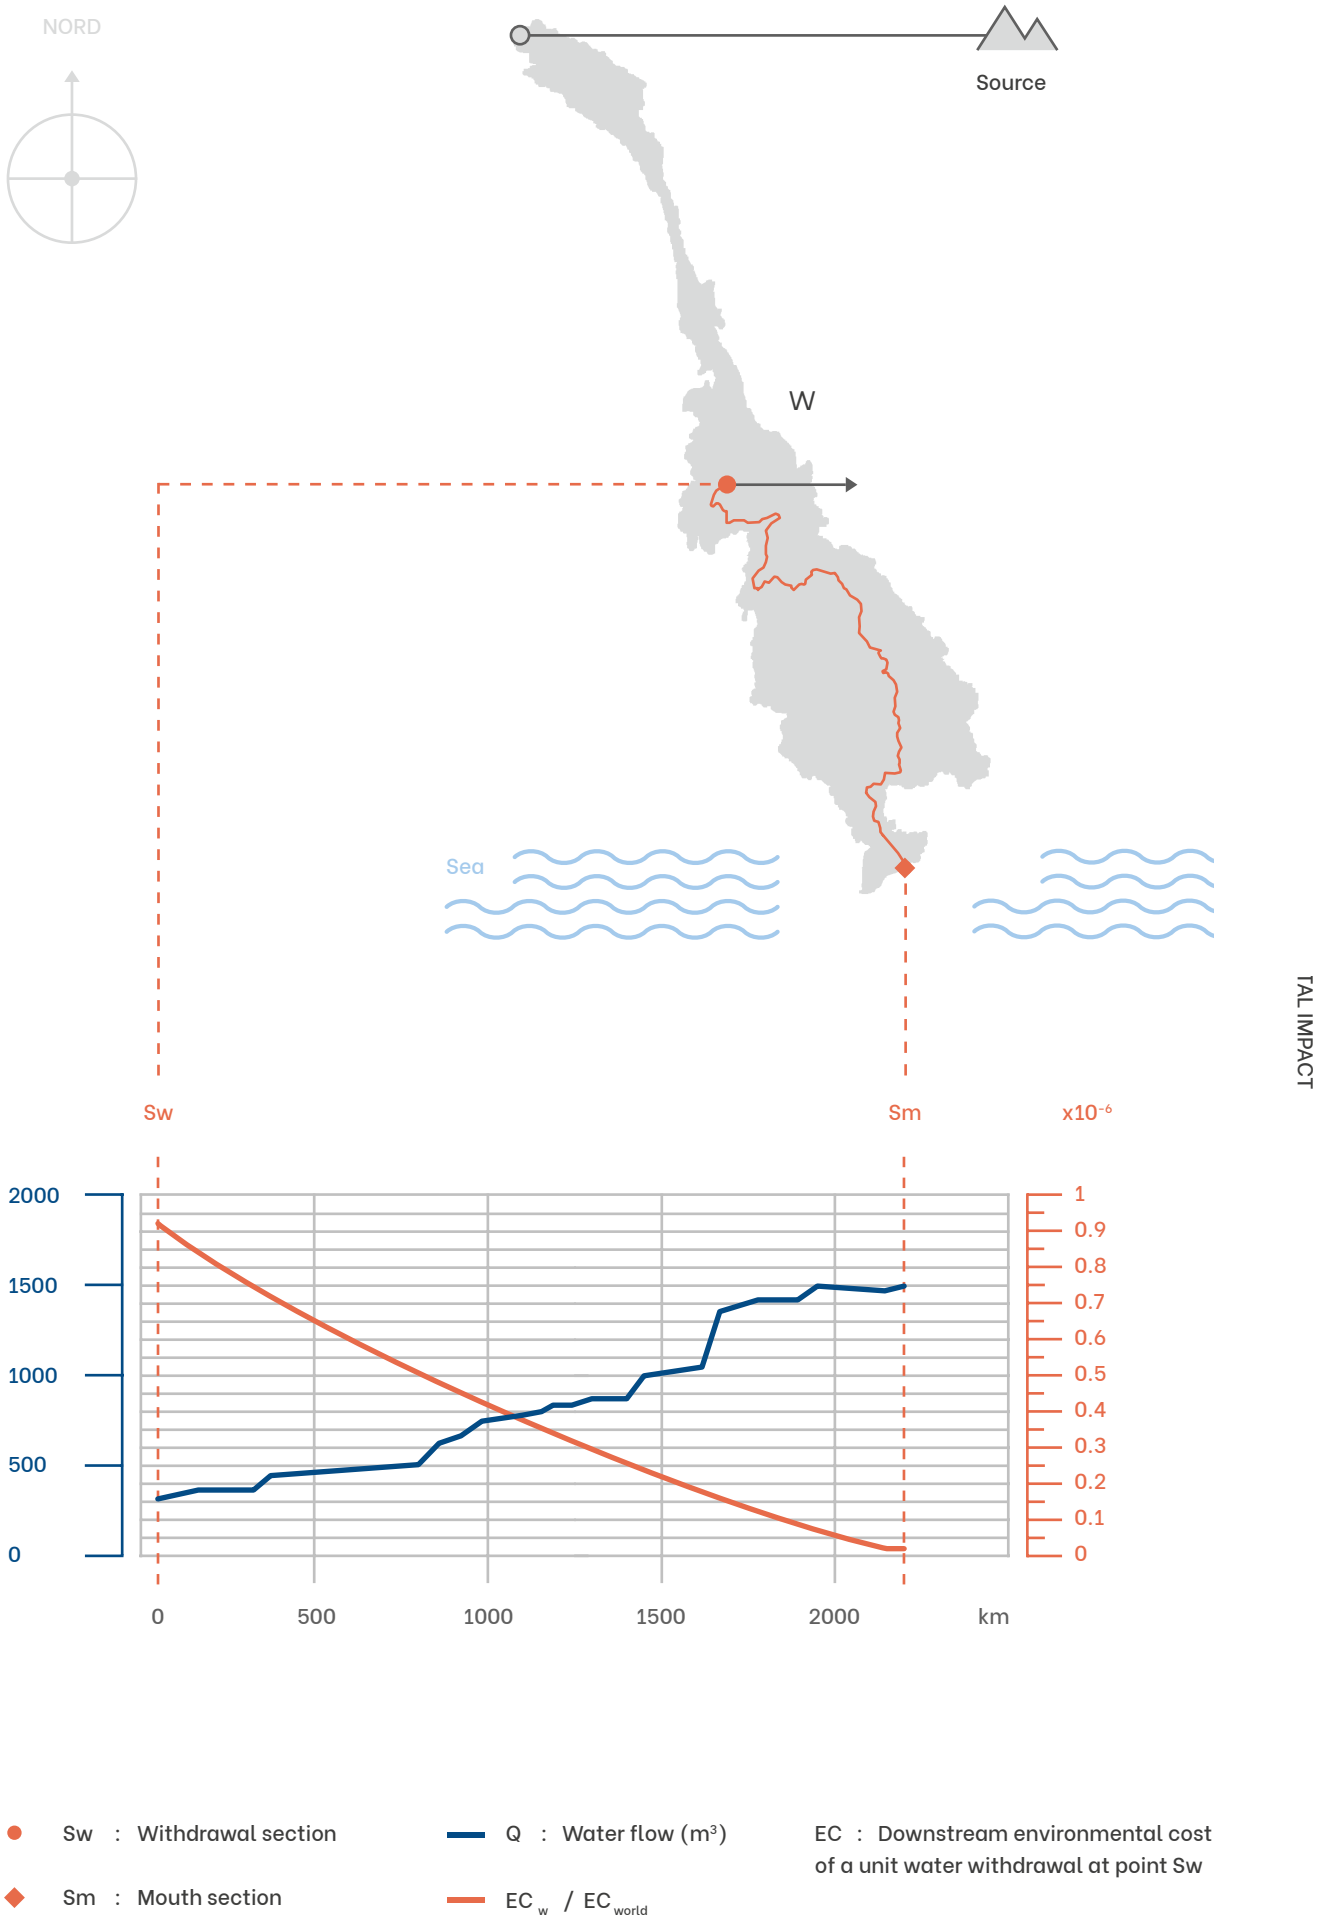 NORD
Source
W
Sea
TAL IMPACT
Sw
Sm
x10⁻⁶
2000
1500
1000
500
0
1
0.9
0.8
0.7
0.6
0.5
0.4
0.3
0.2
0.1
0
0 500 1000 1500 2000 km
Sw : Withdrawal section
Sm : Mouth section
Q : Water flow (m³)
EC w / EC world
EC : Downstream environmental cost
of a unit water withdrawal at point Sw